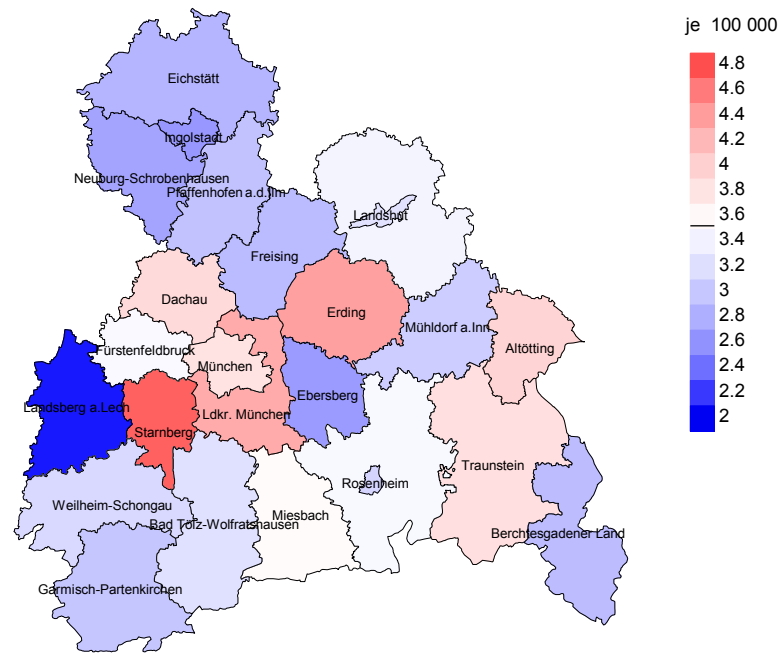 je 100 000
4.8
4.6
4.4
4.2
4
3.8
3.6
3.4
3.2
3
2.8
2.6
2.4
2.2
2
Eichstätt
Ingolstadt
Neuburg-Schrobenhausen
Pfaffenhofen a.d.Ilm
Landshut
Freising
Dachau
Erding
Mühldorf a.Inn
Altötting
Fürstenfeldbruck
München
Ebersberg
Landsberg a.Lech
Starnberg
Ldkr. München
Traunstein
Rosenheim
Weilheim-Schongau
Miesbach
Bad Tölz-Wolfratshausen
Berchtesgadener Land
Garmisch-Partenkirchen